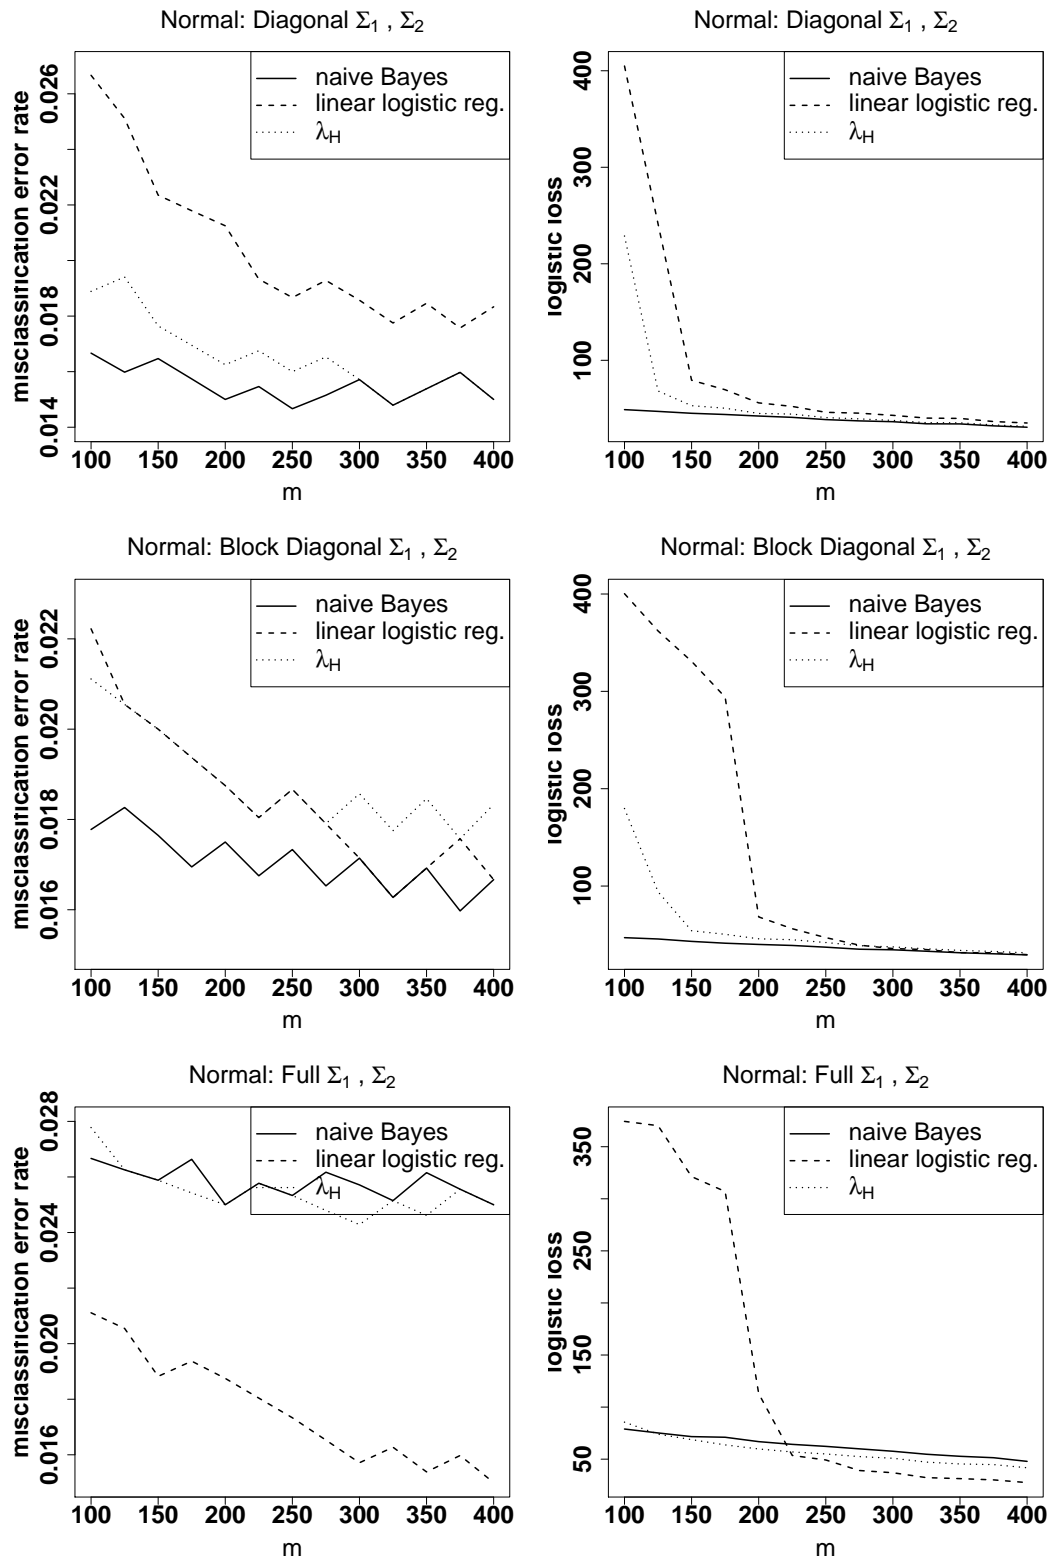 Normal: Diagonal Σ₁ , Σ₂
misclassification error rate
0.014 0.018 0.022 0.026
naive Bayes
linear logistic reg.
λ_H
100 150 200 250 300 350 400
m
Normal: Diagonal Σ₁ , Σ₂
logistic loss
100 200 300 400
naive Bayes
linear logistic reg.
λ_H
100 150 200 250 300 350 400
m
Normal: Block Diagonal Σ₁ , Σ₂
misclassification error rate
0.016 0.018 0.020 0.022
naive Bayes
linear logistic reg.
λ_H
100 150 200 250 300 350 400
m
Normal: Block Diagonal Σ₁ , Σ₂
logistic loss
100 200 300 400
naive Bayes
linear logistic reg.
λ_H
100 150 200 250 300 350 400
m
Normal: Full Σ₁ , Σ₂
misclassification error rate
0.016 0.020 0.024 0.028
naive Bayes
linear logistic reg.
λ_H
100 150 200 250 300 350 400
m
Normal: Full Σ₁ , Σ₂
logistic loss
50 150 250 350
naive Bayes
linear logistic reg.
λ_H
100 150 200 250 300 350 400
m